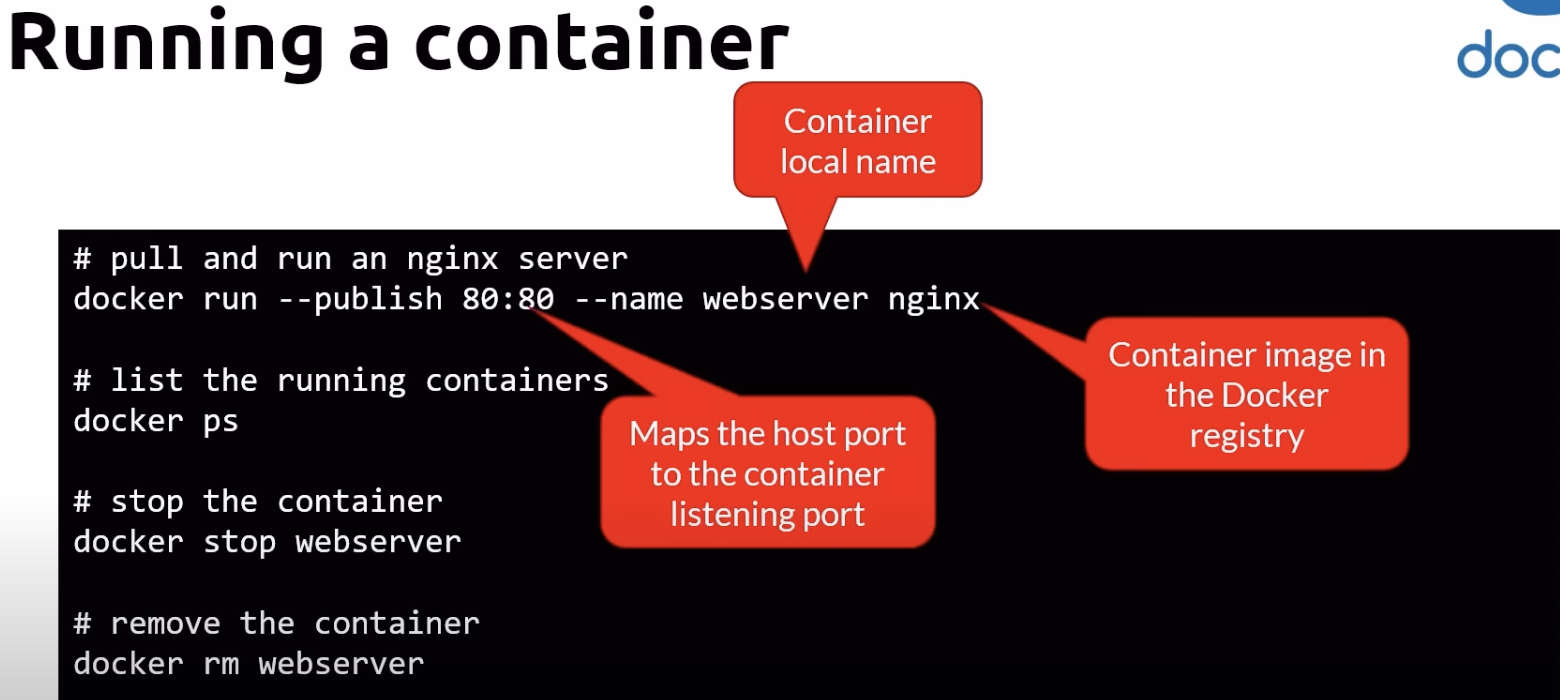 Running a container
doc
Container
local name
# pull and run an nginx server
docker run --publish 80:80 --name webserver nginx
Container image in
the Docker
registry
# list the running containers
docker ps
Maps the host port
to the container
listening port
# stop the container
docker stop webserver
# remove the container
docker rm webserver